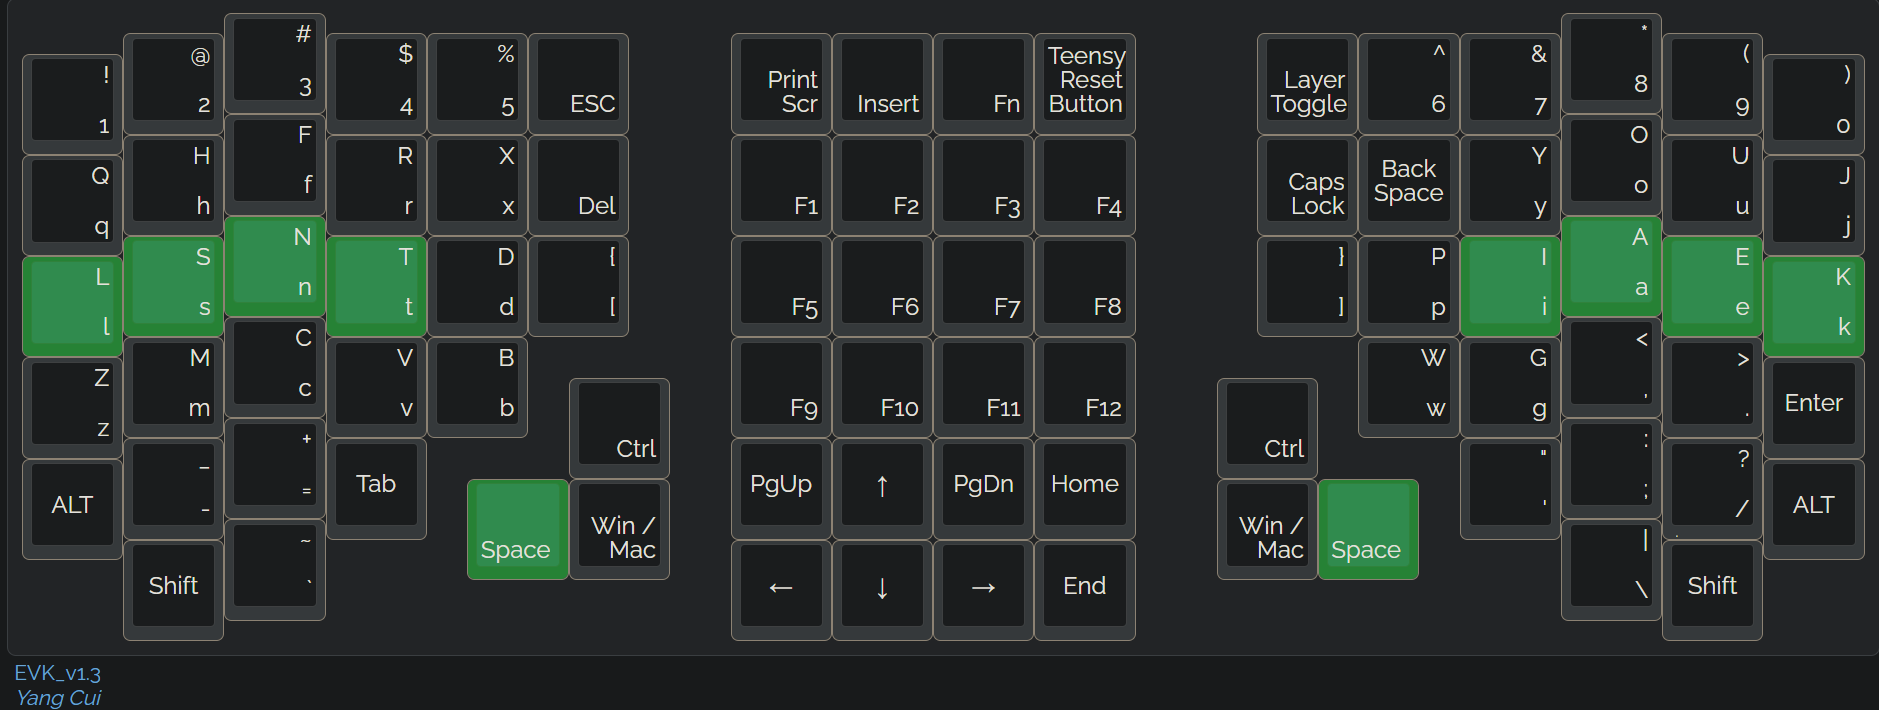 ! @ # $ % Print Scr Insert Fn Teensy Reset Button Layer Toggle ^ & * ( )
1 2 3 4 5 ESC 6 7 8 9 0
Q H F R X Del F1 F2 F3 F4 Caps Lock Back Space Y O U J
q h f r x y o u j
L S N T D { F5 F6 F7 F8 } P I A E K
l s n t d [ ] p i a e k
Z M C V B F9 F10 F11 F12 W G < > Enter
z m c v b w g , .
ALT _ + Tab Ctrl PgUp ↑ PgDn Home Ctrl " : ? ALT
- = ' ; /
Shift ~ Space Win / Mac ← ↓ → End Win / Mac Space | Shift
` \
EVK_v1.3
Yang Cui